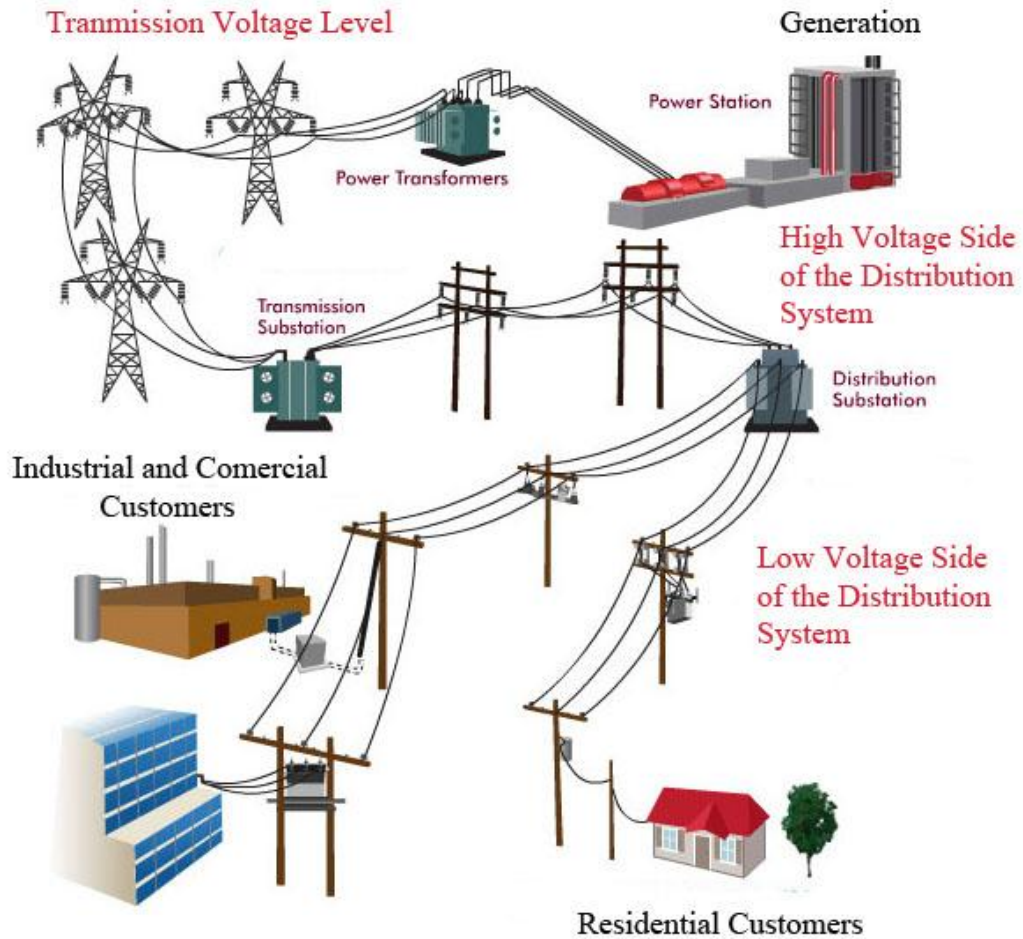 Tranmission Voltage Level
Generation
Power Station
Power Transformers
High Voltage Side
of the Distribution
System
Transmission
Substation
Distribution
Substation
Industrial and Comercial
Customers
Low Voltage Side
of the Distribution
System
Residential Customers